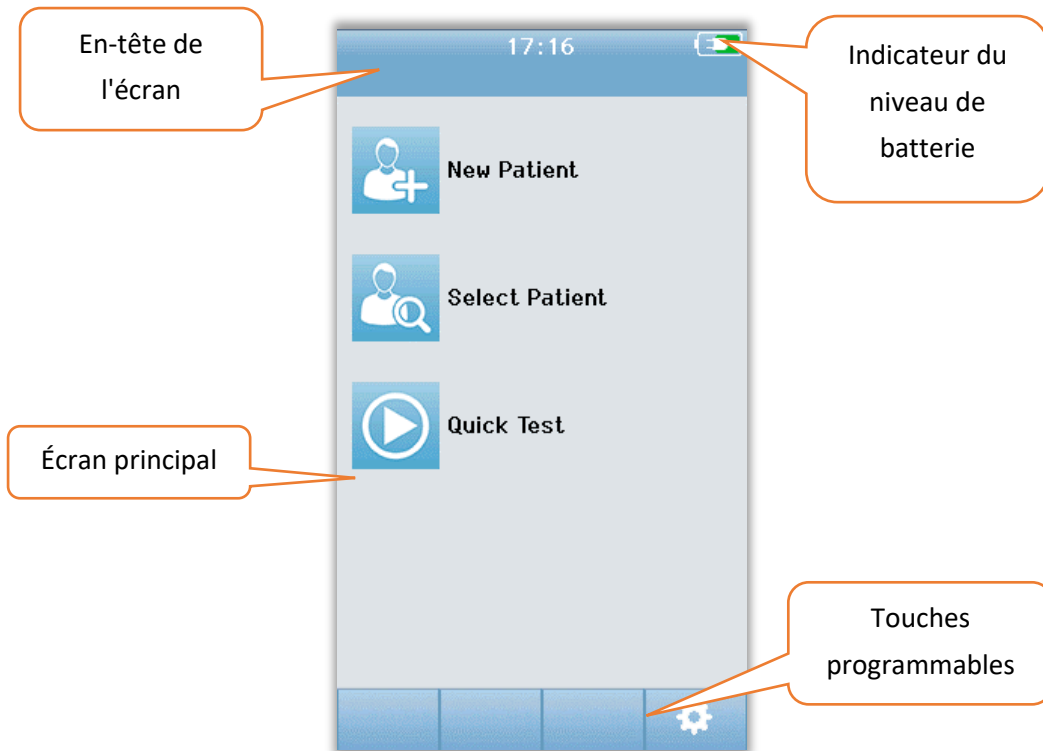 En-tête de
l'écran
17:16
Indicateur du
niveau de
batterie
New Patient
Select Patient
Quick Test
Écran principal
Touches
programmables